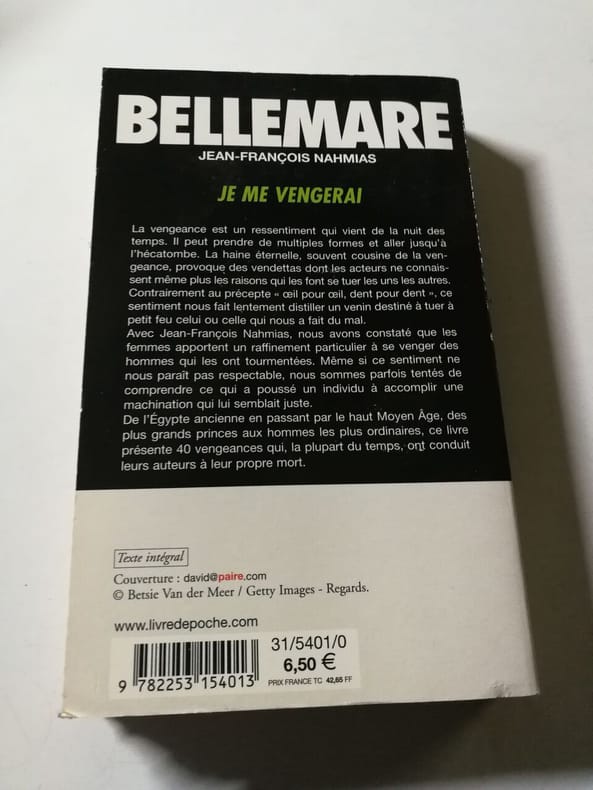 BELLEMARE
JEAN-FRANÇOIS NAHMIAS
JE ME VENGERAI
La vengeance est un ressentiment qui vient de la nuit des
temps. Il peut prendre de multiples formes et aller jusqu'à
l'hécatombe. La haine éternelle, souvent cousine de la ven-
geance, provoque des vendettas dont les acteurs ne connais-
sent même plus les raisons qui les font se tuer les uns les autres.
Contrairement au précepte « œil pour œil, dent pour dent », ce
sentiment nous fait lentement distiller un venin destiné à tuer à
petit feu celui ou celle qui nous a fait du mal.
Avec Jean-François Nahmias, nous avons constaté que les
femmes apportent un raffinement particulier à se venger des
hommes qui les ont tourmentées. Même si ce sentiment ne
nous paraît pas respectable, nous sommes parfois tentés de
comprendre ce qui a poussé un individu à accomplir une
machination qui lui semblait juste.
De l'Égypte ancienne en passant par le haut Moyen Âge, des
plus grands princes aux hommes les plus ordinaires, ce livre
présente 40 vengeances qui, la plupart du temps, ont conduit
leurs auteurs à leur propre mort.
Texte intégral
Couverture : david@paire.com
© Betsie Van der Meer / Getty Images - Regards.
www.livredepoche.com
31/5401/0
6,50 €
PRIX FRANCE TC 42,65 FF
9 782253 154013